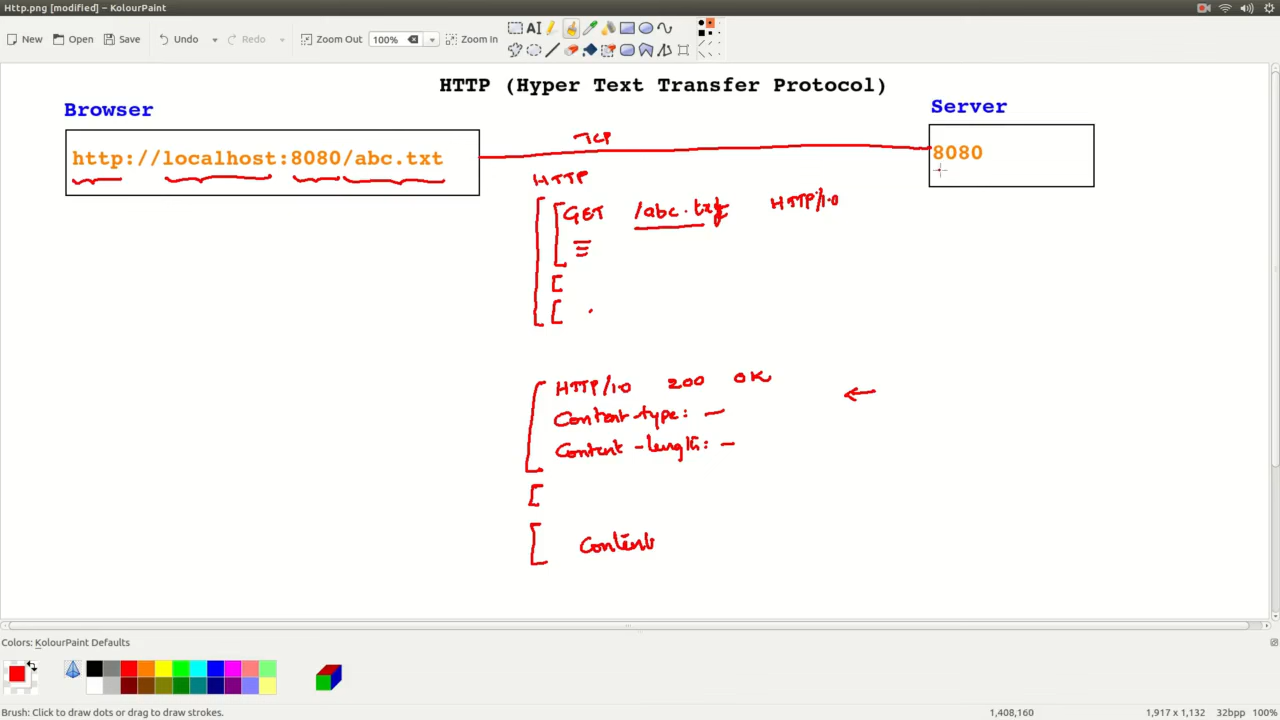 Http.png [modified] - KolourPaint
New Open Save Undo Redo Zoom Out 100% Zoom In
AI
HTTP (Hyper Text Transfer Protocol)
Browser
Server
http://localhost:8080/abc.txt
TCP
8080
HTTP
GET /abc.txt HTTP/1.0
HTTP/1.0 200 OK
Content-type: —
Content-length: —
Content
Colors: KolourPaint Defaults
Brush: Click to draw dots or drag to draw strokes.
1,408,160
1,917 x 1,132
32bpp
100%